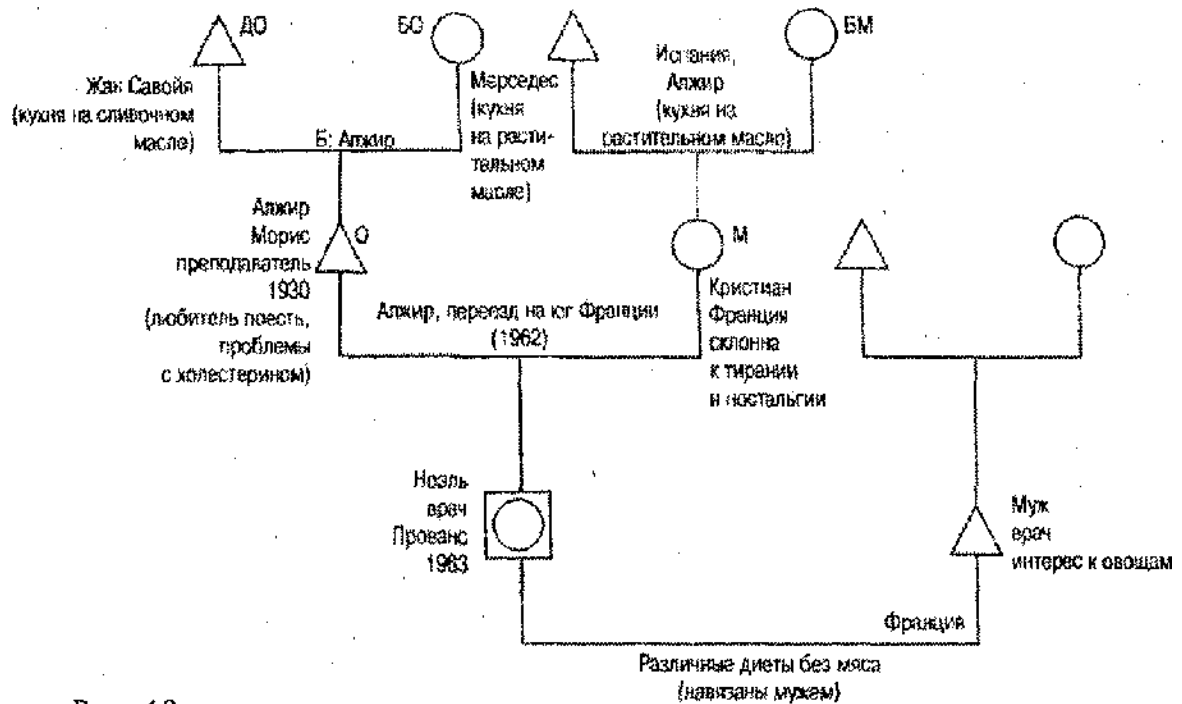 ДО
БО
БМ
Жак Савойя
(кухня на сливочном
масле)
Б: Алжир
Мерседес
(кухня
на расти-
тельном
масле)
Испания,
Алжир
(кухня на
растительном масле)
Алжир
Морис
преподаватель
1930
(любитель поесть,
проблемы
с холестерином)
О
М
Алжир, переезд на юг Франции
(1962)
Кристиан
Франция
склонна
к тирании
и ностальгии
Ноэль
врач
Прованс
1963
Муж
врач
интерес к овощам
Франция
Различные диеты без мяса
(навязаны мужем)